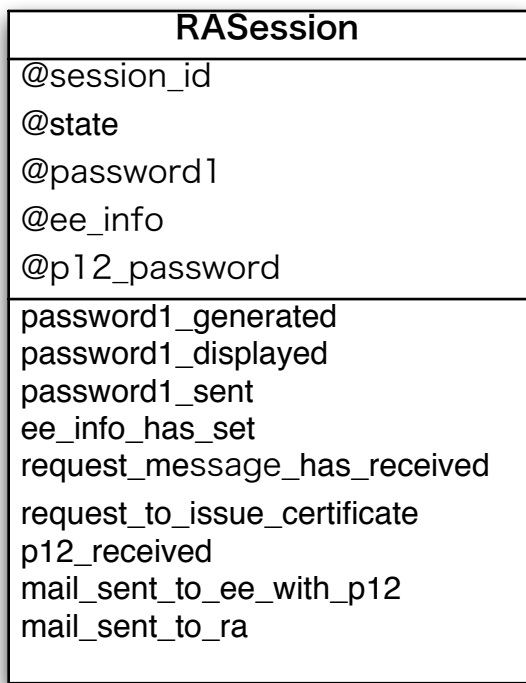 RASession
@session_id
@state
@password1
@ee_info
@p12_password
password1_generated
password1_displayed
password1_sent
ee_info_has_set
request_message_has_received
request_to_issue_certificate
p12_received
mail_sent_to_ee_with_p12
mail_sent_to_ra